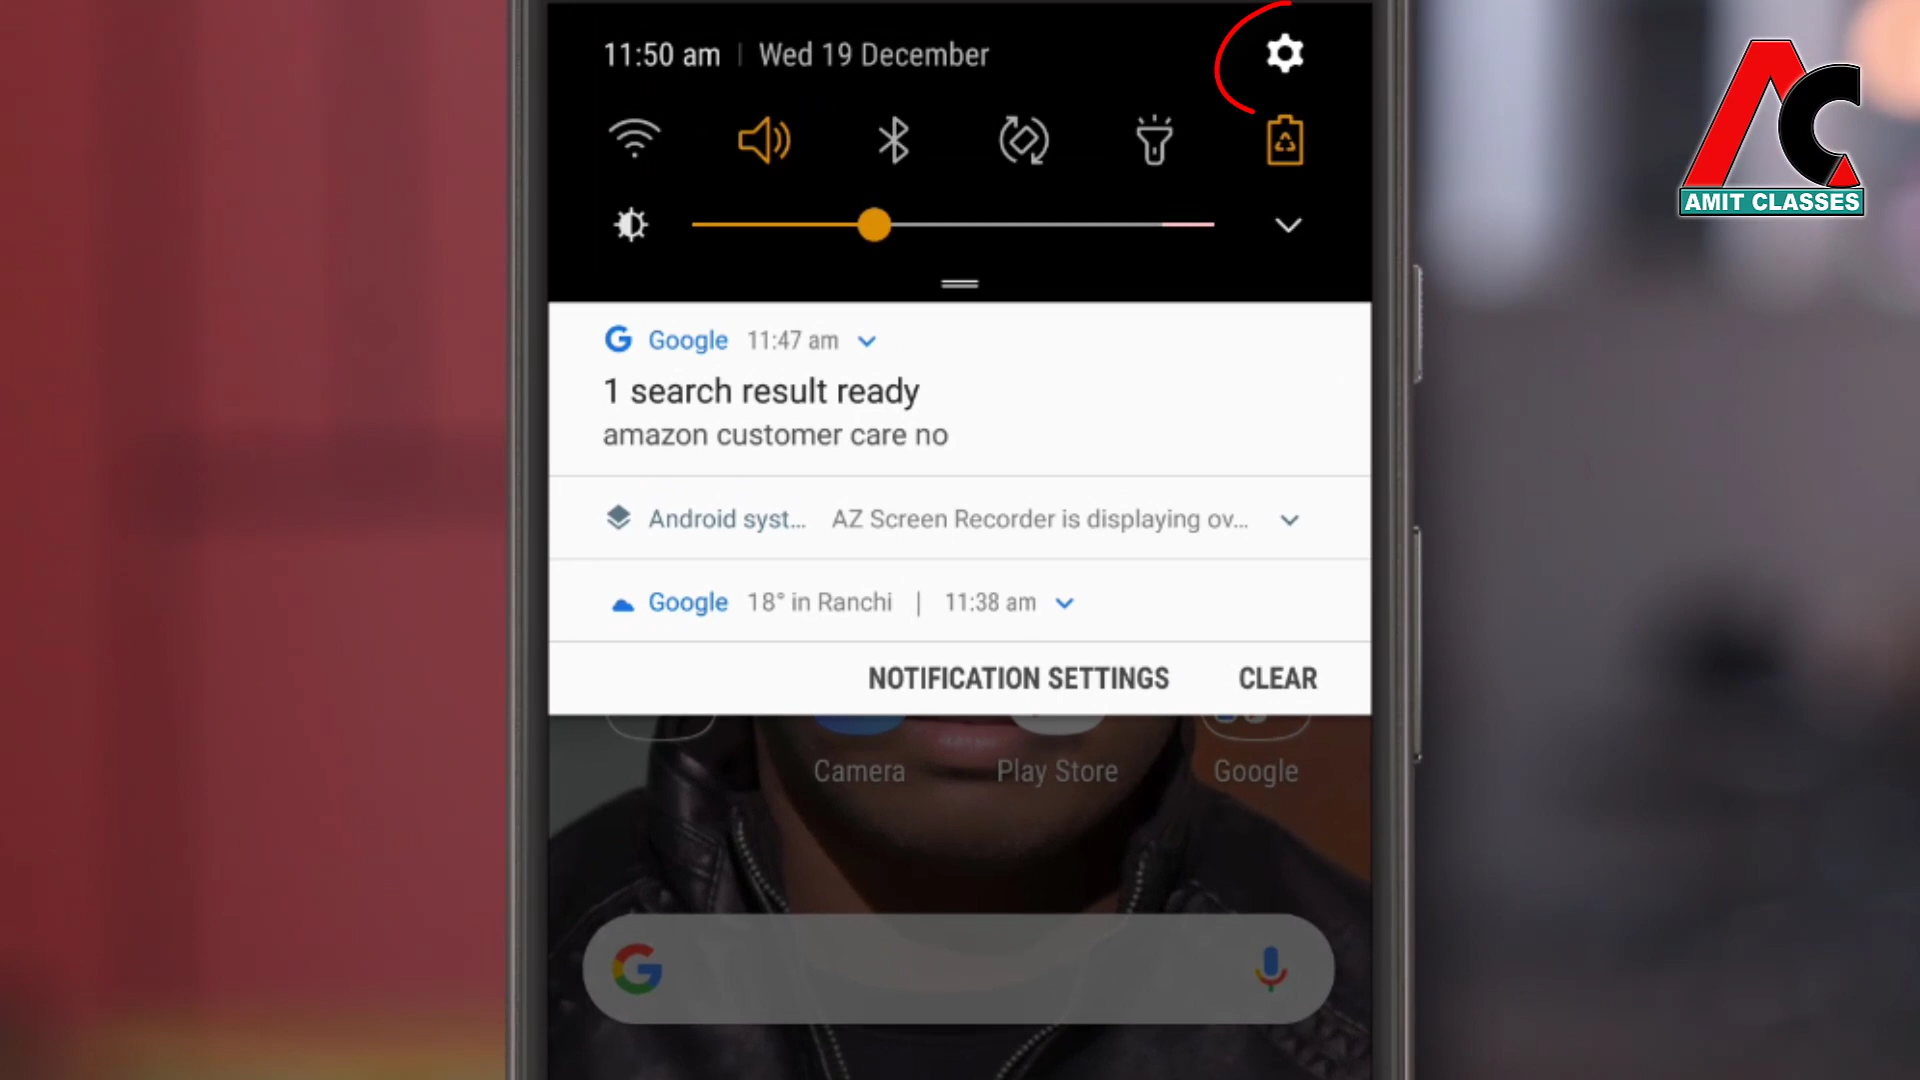 11:50 am | Wed 19 December
AC
AMIT CLASSES
Google 11:47 am
1 search result ready
amazon customer care no
Android syst... AZ Screen Recorder is displaying ov...
Google 18° in Ranchi | 11:38 am
NOTIFICATION SETTINGS CLEAR
Camera Play Store Google
G